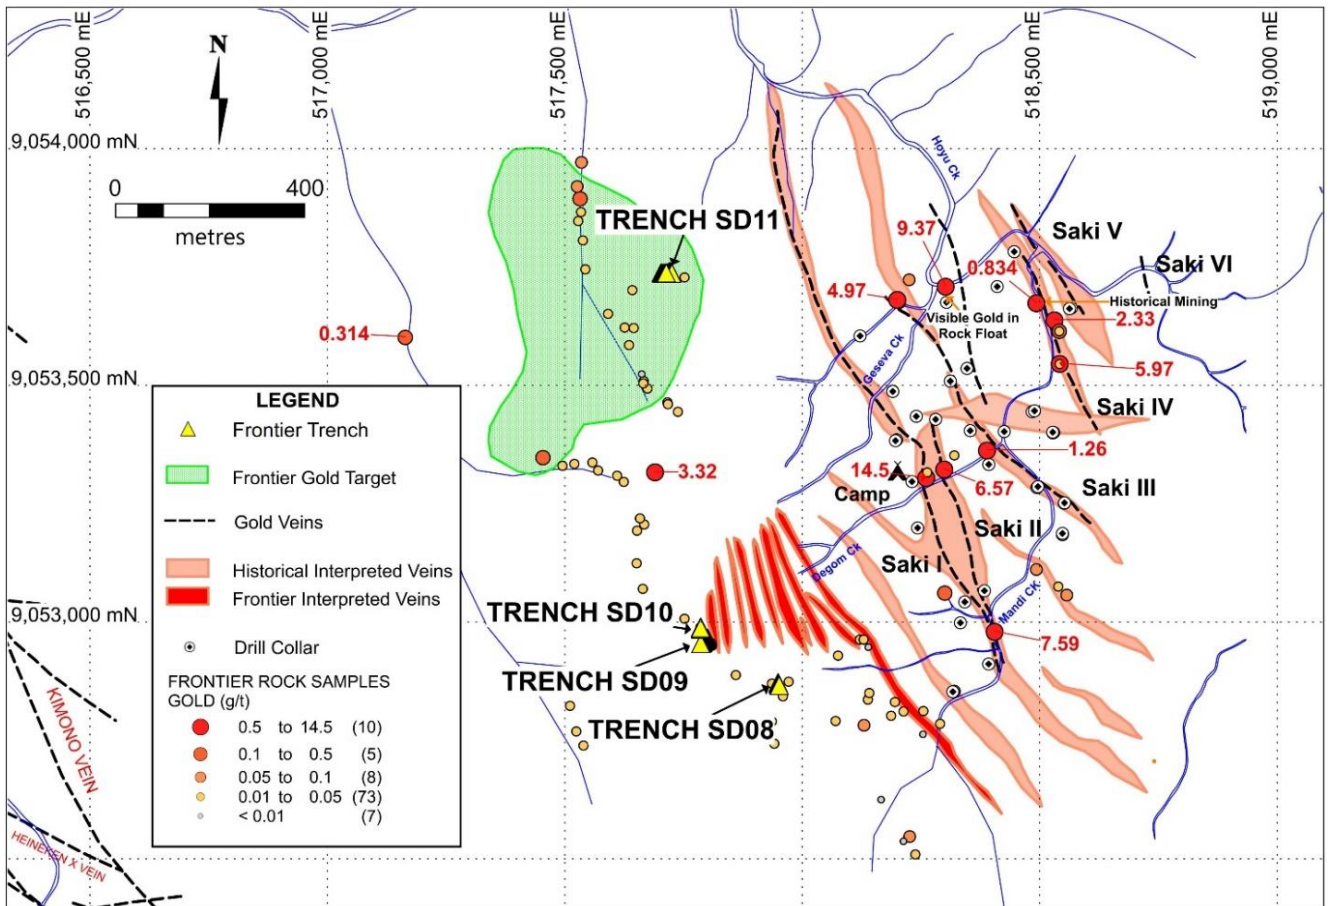 516,500 mE
517,000 mE
517,500 mE
518,500 mE
519,000 mE
N
9,054,000 mN
0 400
metres
Hoyu Ck
TRENCH SD11
9.37
Saki V
0.834
Saki VI
4.97
Historical Mining
Visible Gold in
Rock Float
2.33
0.314
Geseva Ck
5.97
9,053,500 mN
LEGEND
Frontier Trench
Frontier Gold Target
Gold Veins
Historical Interpreted Veins
Frontier Interpreted Veins
Drill Collar
FRONTIER ROCK SAMPLES
GOLD (g/t)
0.5 to 14.5 (10)
0.1 to 0.5 (5)
0.05 to 0.1 (8)
0.01 to 0.05 (73)
< 0.01 (7)
Saki IV
1.26
3.32
14.5
6.57
Camp
Saki III
Saki II
Degom Ck
Saki I
Mandi Ck
9,053,000 mN
TRENCH SD10
7.59
TRENCH SD09
TRENCH SD08
KIMONO VEIN
HEINEKEN X VEIN